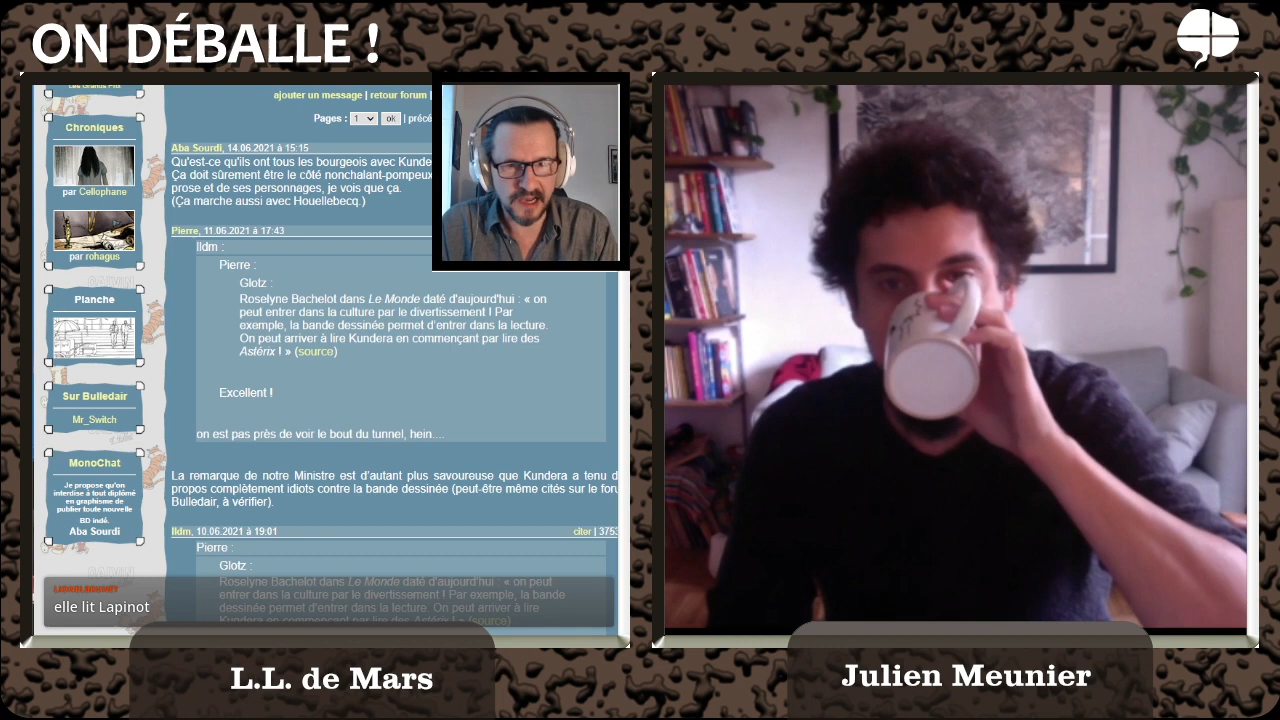 ON DÉBALLE !
Les Grands Prix
Chroniques
par Cellophane
par rohagus
Planche
Sur Bulledair
Mr_Switch
MonoChat
Je propose qu'on
interdise à tout diplômé
en graphisme de
publier toute nouvelle
BD indé.
Aba Sourdi
ajouter un message | retour forum |
Pages : 1 ok | précé
Aba Sourdi, 14.06.2021 à 15:15
Qu'est-ce qu'ils ont tous les bourgeois avec Kunde
Ça doit sûrement être le côté nonchalant-pompeux
prose et de ses personnages, je vois que ça.
(Ça marche aussi avec Houellebecq.)
Pierre, 11.06.2021 à 17:43
lldm :
Pierre :
Glotz :
Roselyne Bachelot dans Le Monde daté d'aujourd'hui : « on
peut entrer dans la culture par le divertissement ! Par
exemple, la bande dessinée permet d'entrer dans la lecture.
On peut arriver à lire Kundera en commençant par lire des
Astérix ! » (source)
Excellent !
on est pas près de voir le bout du tunnel, hein....
La remarque de notre Ministre est d'autant plus savoureuse que Kundera a tenu d
propos complètement idiots contre la bande dessinée (peut-être même cités sur le foru
Bulledair, à vérifier).
lldm, 10.06.2021 à 19:01
citer | 3753
Pierre :
Glotz :
Roselyne Bachelot dans Le Monde daté d'aujourd'hui : « on peut
entrer dans la culture par le divertissement ! Par exemple, la bande
dessinée permet d'entrer dans la lecture. On peut arriver à lire
Kundera en commençant par lire des Astérix ! » (source)
elle lit Lapinot
L.L. de Mars
Julien Meunier